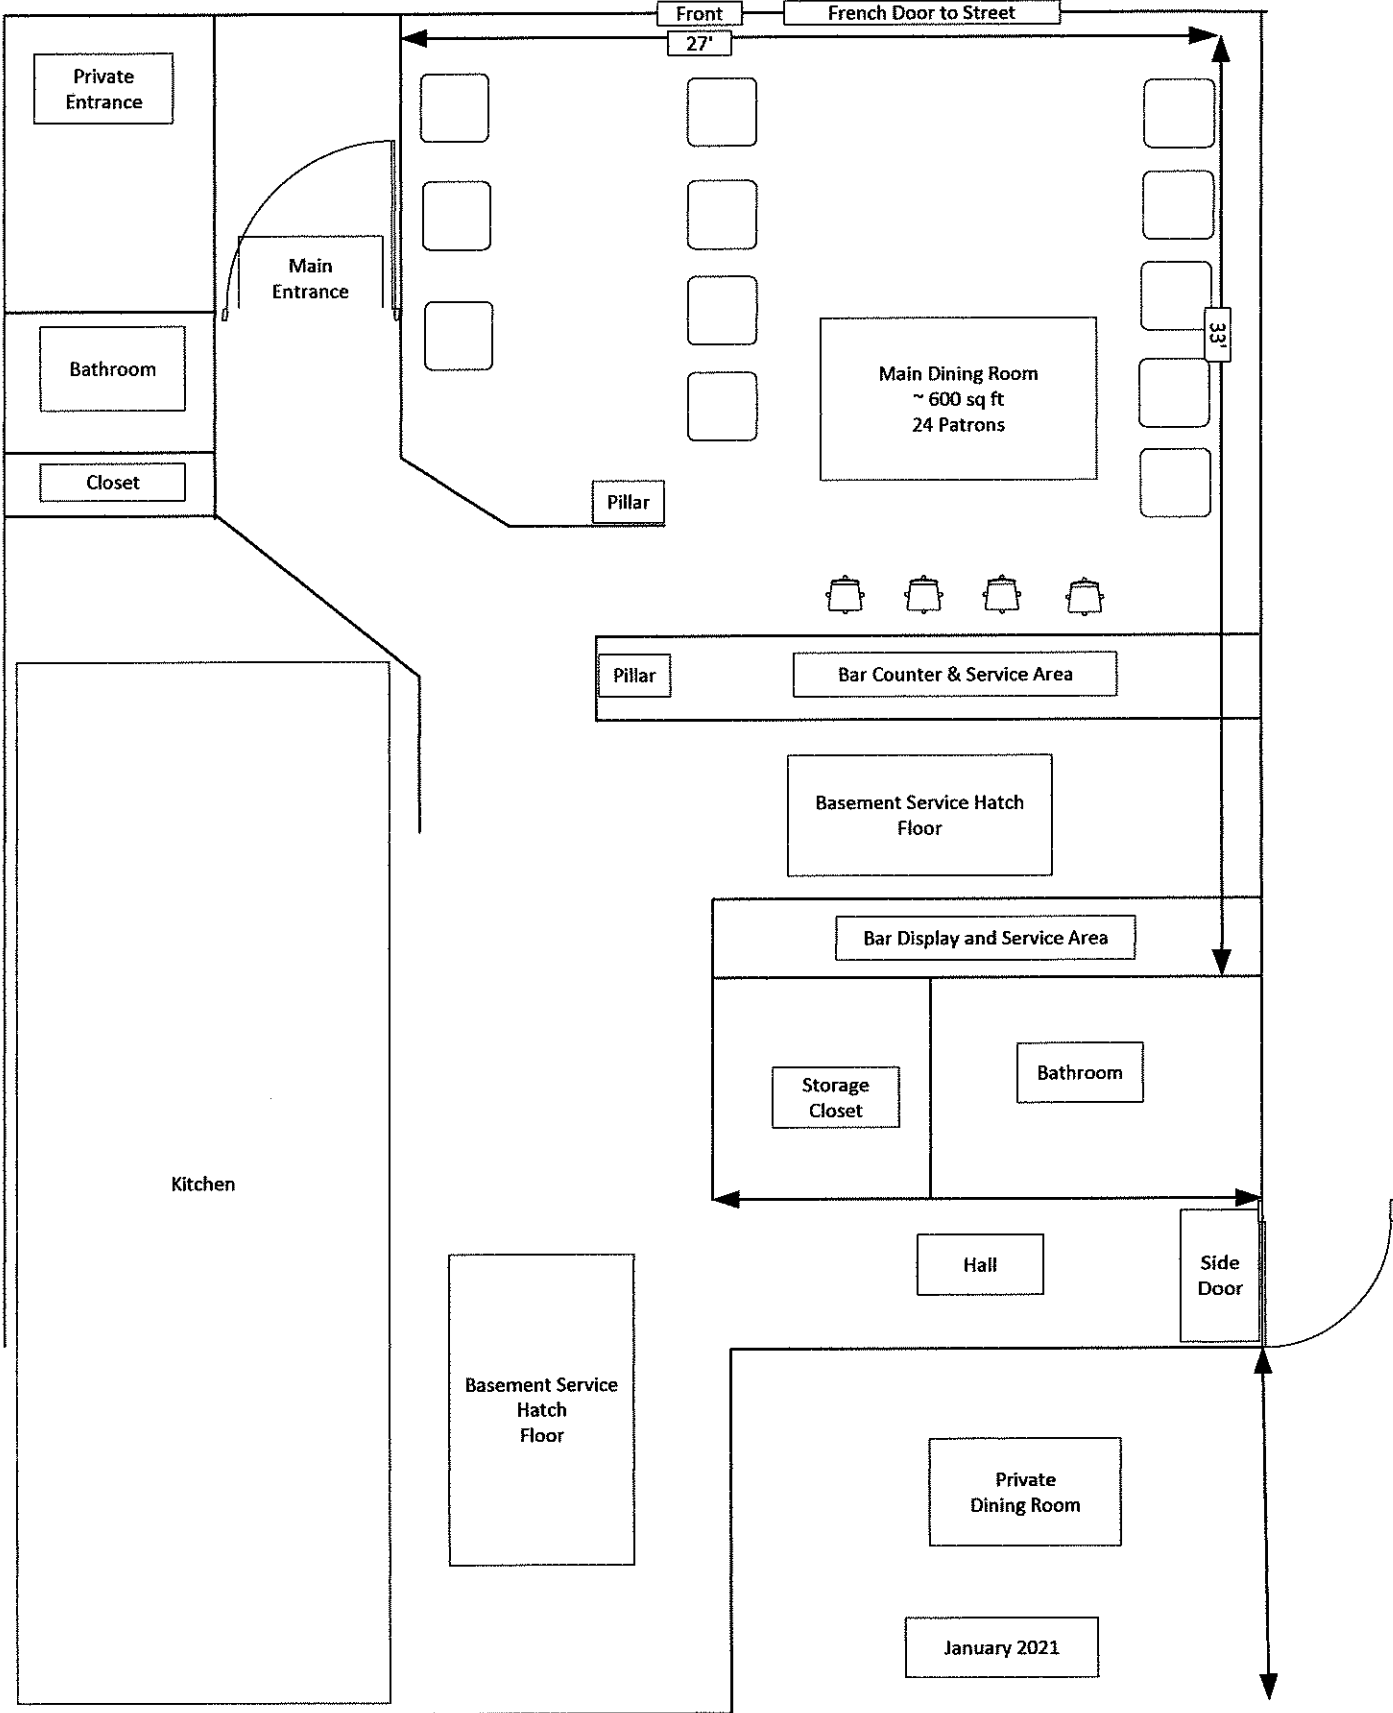 Front
French Door to Street
27'
Private
Entrance
Main
Entrance
33'
Bathroom
Main Dining Room
~ 600 sq ft
24 Patrons
Closet
Pillar
Pillar
Bar Counter & Service Area
Basement Service Hatch
Floor
Bar Display and Service Area
Storage
Closet
Bathroom
Kitchen
Hall
Side
Door
Basement Service
Hatch
Floor
Private
Dining Room
January 2021